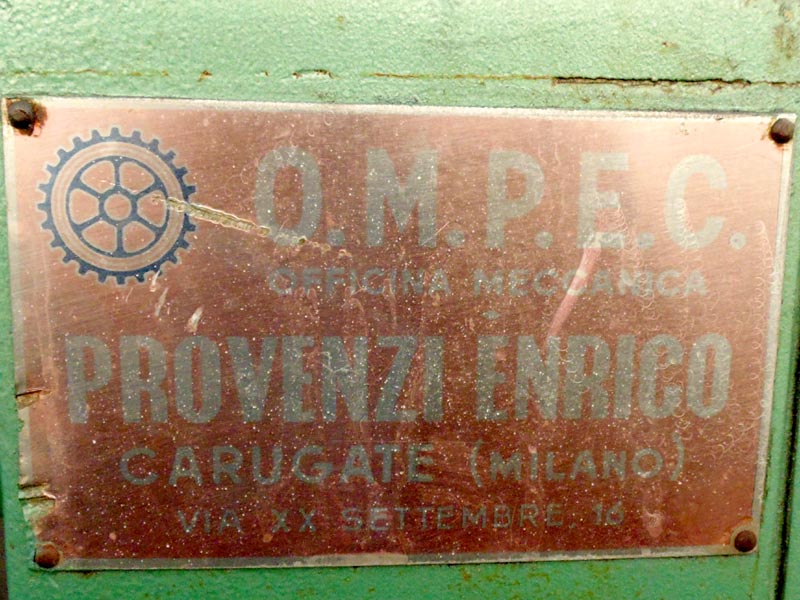 O.M.P.E.C.
OFFICINA MECCANICA
PROVENZI ENRICO
CARUGATE (MILANO)
VIA XX SETTEMBRE, 16